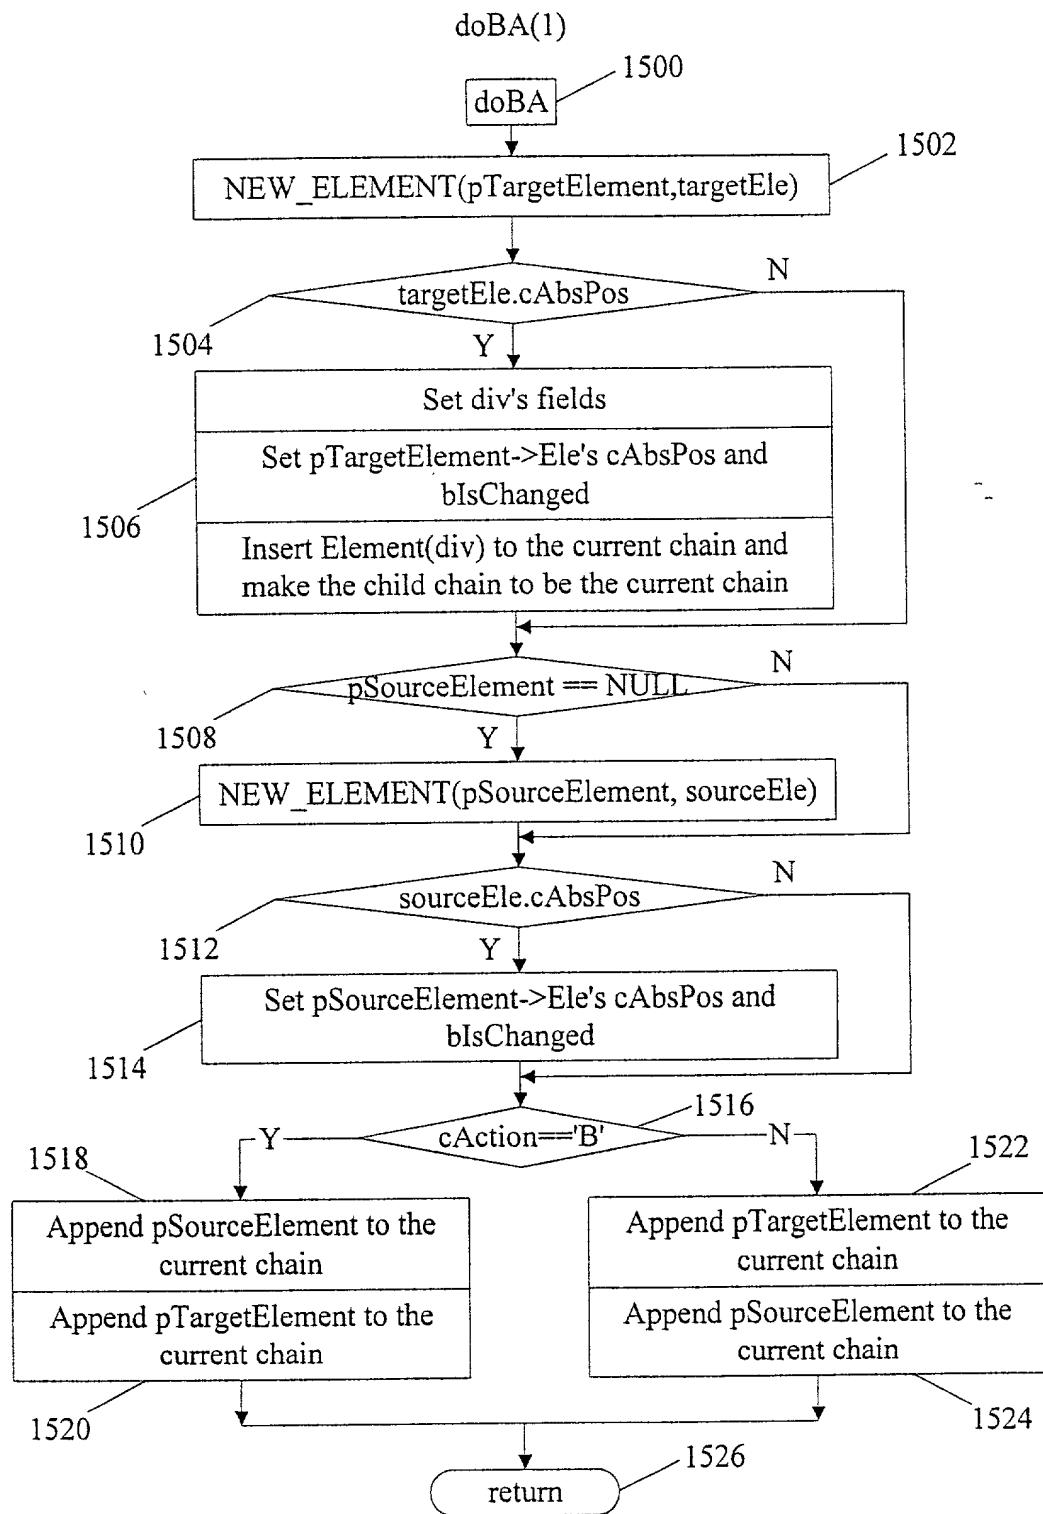 doBA(1)
1500
doBA
1502
NEW_ELEMENT(pTargetElement,targetEle)
N
targetEle.cAbsPos
1504
Y
Set div's fields
Set pTargetElement->Ele's cAbsPos and
bIsChanged
1506
Insert Element(div) to the current chain and
make the child chain to be the current chain
N
pSourceElement == NULL
1508
Y
NEW_ELEMENT(pSourceElement, sourceEle)
1510
N
sourceEle.cAbsPos
1512
Y
Set pSourceElement->Ele's cAbsPos and
bIsChanged
1514
1516
Y
cAction=='B'
N
1518
1522
Append pSourceElement to the
current chain
Append pTargetElement to the
current chain
Append pTargetElement to the
current chain
Append pSourceElement to the
current chain
1520
1524
1526
return